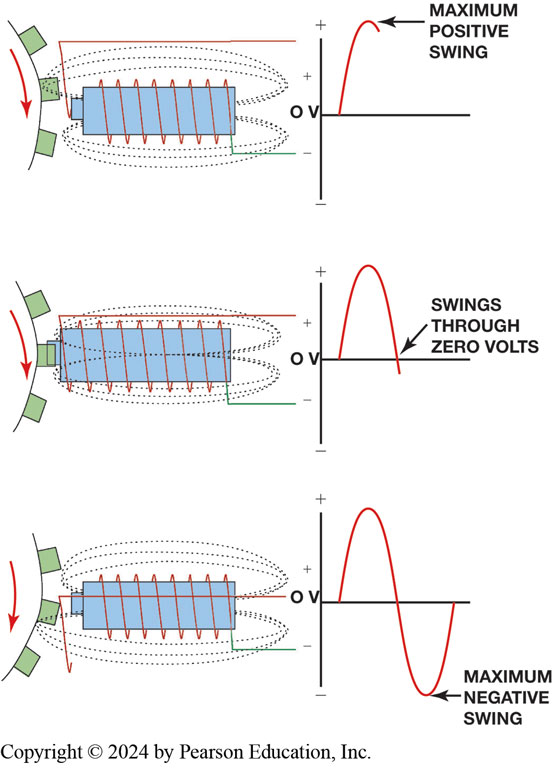 +
MAXIMUM
POSITIVE
SWING
+
O V
−
−
+
+
SWINGS
THROUGH
ZERO VOLTS
O V
−
−
+
+
O V
−
−
MAXIMUM
NEGATIVE
SWING
Copyright © 2024 by Pearson Education, Inc.